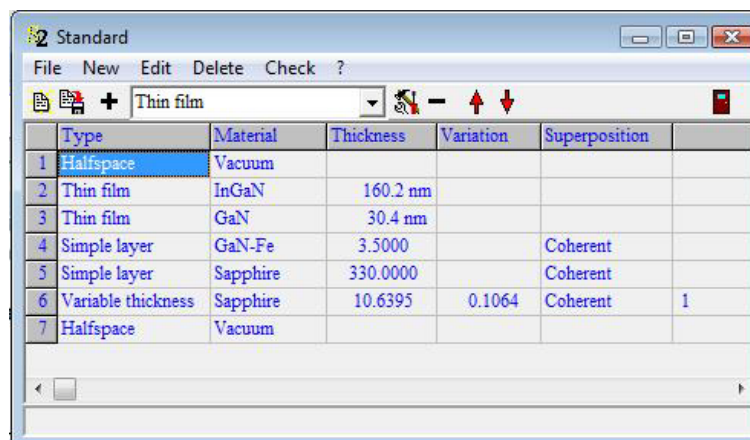 Standard
File New Edit Delete Check ?
Thin film
Type Material Thickness Variation Superposition
1 Halfspace Vacuum
2 Thin film InGaN 160.2 nm
3 Thin film GaN 30.4 nm
4 Simple layer GaN-Fe 3.5000 Coherent
5 Simple layer Sapphire 330.0000 Coherent
6 Variable thickness Sapphire 10.6395 0.1064 Coherent 1
7 Halfspace Vacuum